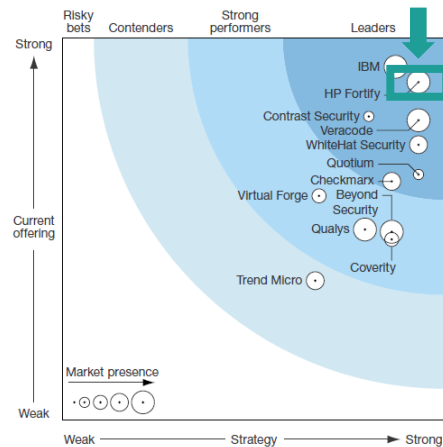 Risky bets
Contenders
Strong performers
Leaders
Strong
IBM
HP Fortify
Contrast Security
Veracode
WhiteHat Security
Quotium
Checkmarx
Beyond Security
Virtual Forge
Current offering
Qualys
Coverity
Trend Micro
Market presence
Weak
Weak
Strategy
Strong